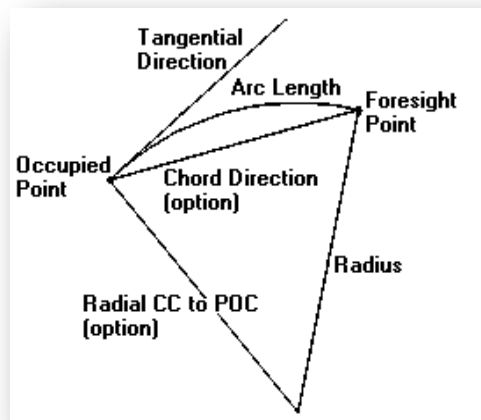 Tangential
Direction
Arc Length
Foresight
Point
Occupied
Point
Chord Direction
(option)
Radius
Radial CC to POC
(option)